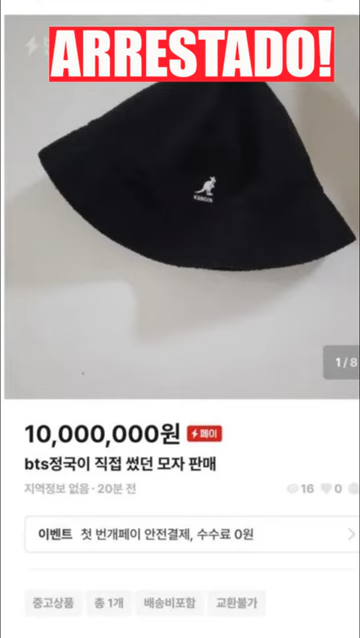 ARRESTADO!
KANGOL
1/8
10,000,000원 페이
bts정국이 직접 썼던 모자 판매
지역정보 없음 · 20분 전 16 0
이벤트 첫 번개페이 안전결제, 수수료 0원
중고상품 총 1개 배송비포함 교환불가